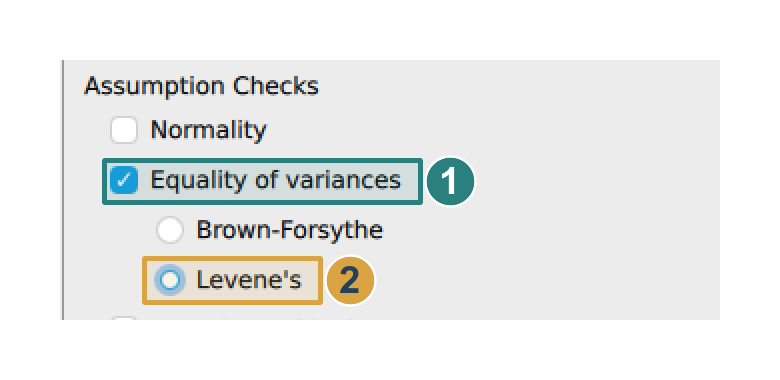 Assumption Checks
Normality
Equality of variances 1
Brown-Forsythe
Levene's 2